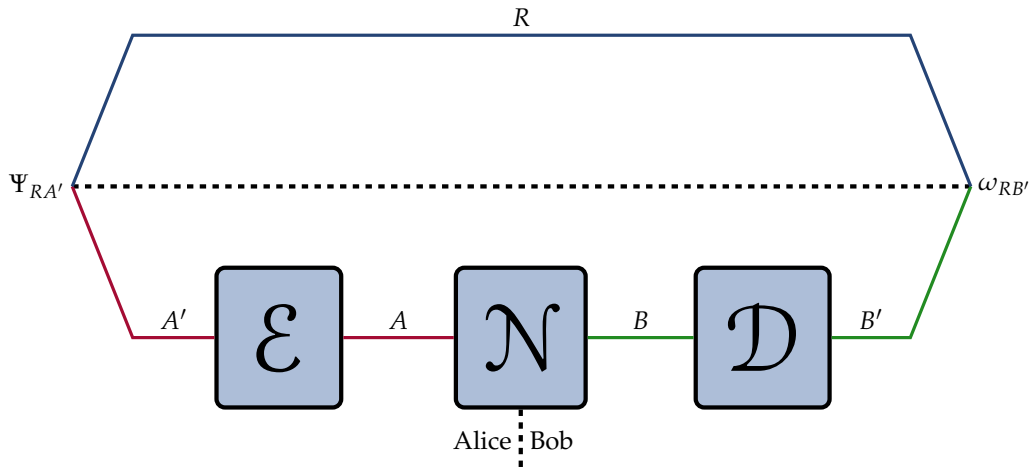 R
Ψ_{RA′} ω_{RB′}
A′ ℰ A 𝒩 B 𝒟 B′
Alice Bob